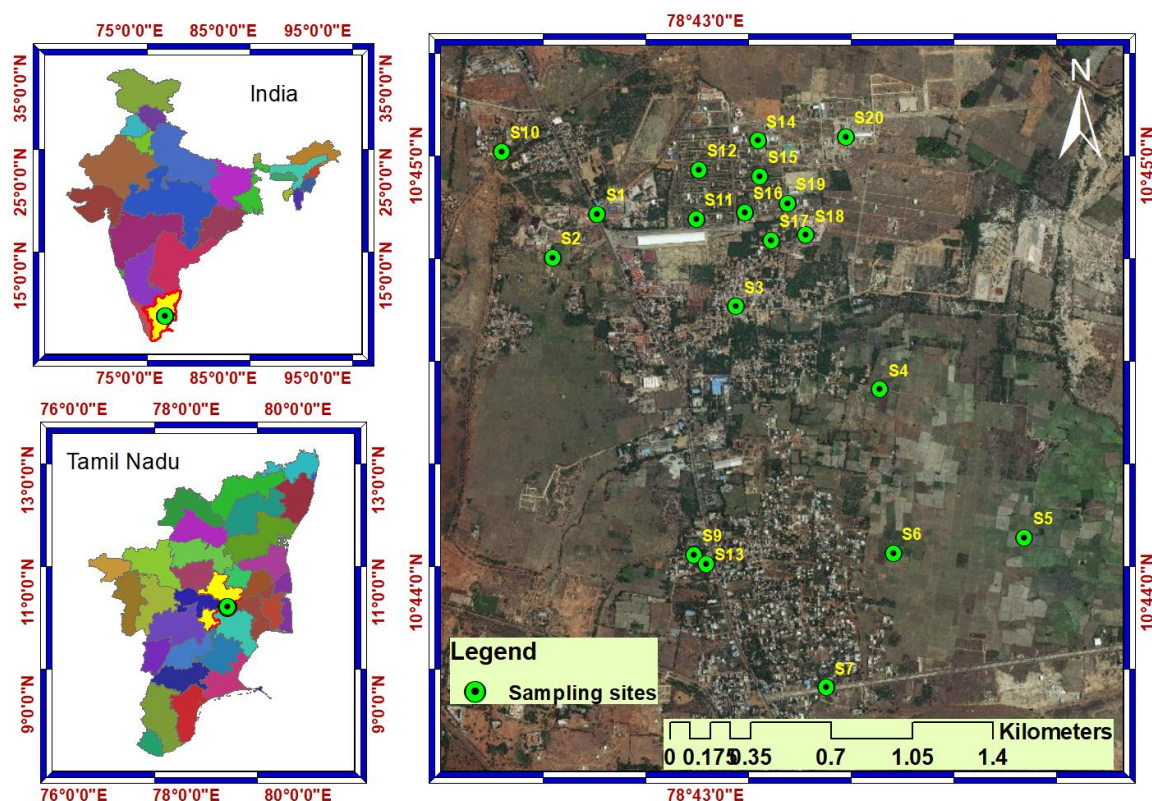 75°0'0"E 85°0'0"E 95°0'0"E
India
35°0'0"N
25°0'0"N
15°0'0"N
35°0'0"N
25°0'0"N
15°0'0"N
75°0'0"E 85°0'0"E 95°0'0"E
76°0'0"E 78°0'0"E 80°0'0"E
Tamil Nadu
13°0'0"N
11°0'0"N
9°0'0"N
13°0'0"N
11°0'0"N
9°0'0"N
76°0'0"E 78°0'0"E 80°0'0"E
78°43'0"E
N
10°45'0"N
10°44'0"N
10°45'0"N
10°44'0"N
S10
S14
S20
S12
S15
S1
S11
S16
S19
S17
S18
S2
S3
S4
S5
S9
S13
S6
S7
Legend
Sampling sites
Kilometers
0 0.175 0.35 0.7 1.05 1.4
78°43'0"E